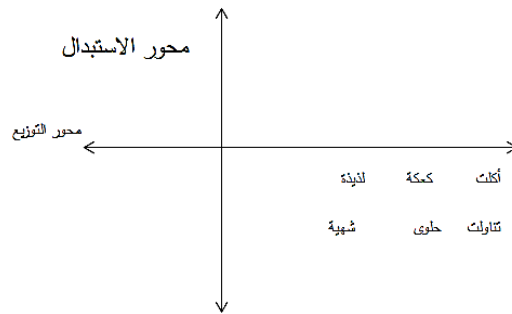 محور الاستبدال
محور التوزيع
أكلت كعكة لذيذة
تناولت حلوى شهية